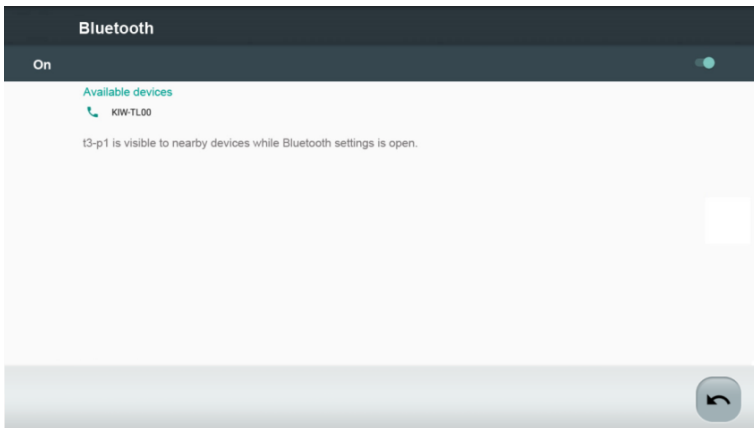 Bluetooth
On
Available devices
KIW-TL00
t3-p1 is visible to nearby devices while Bluetooth settings is open.